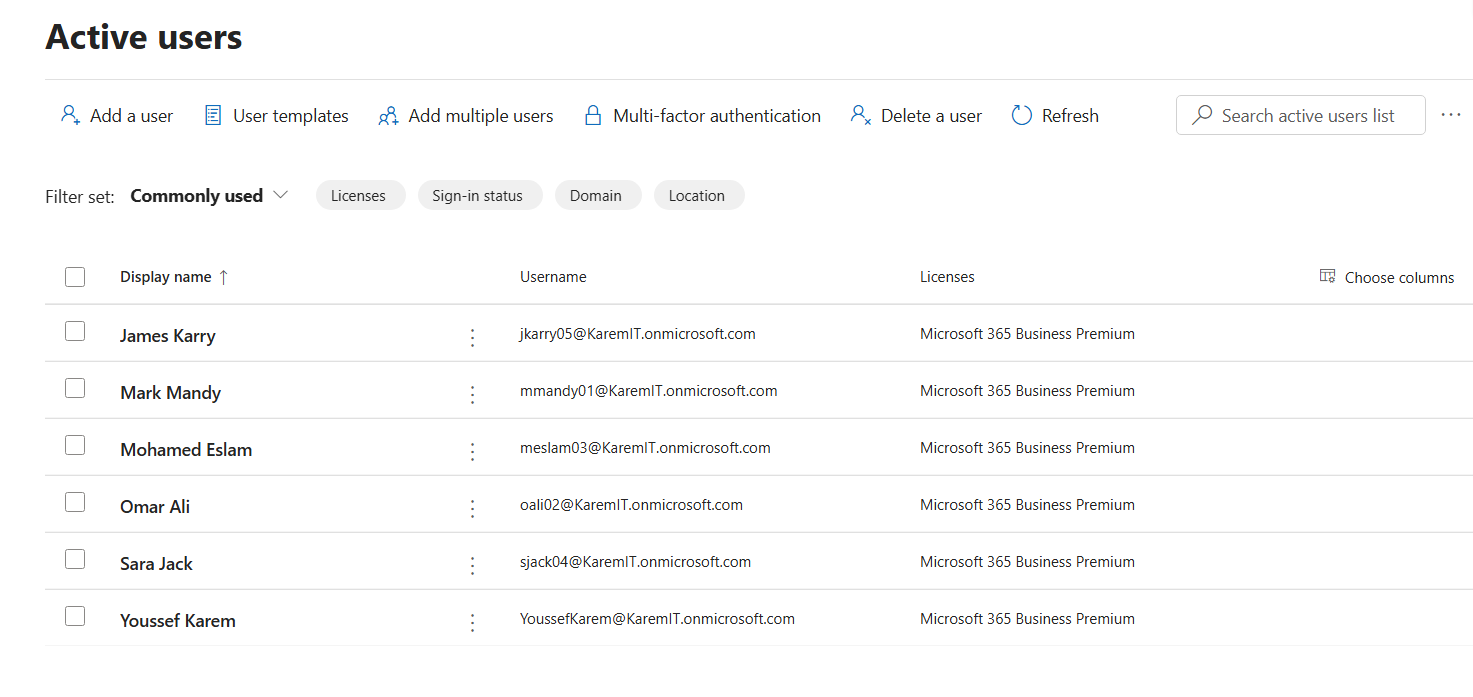 Active users
Add a user User templates Add multiple users Multi-factor authentication Delete a user Refresh Search active users list
Filter set: Commonly used Licenses Sign-in status Domain Location
Display name ↑ Username Licenses Choose columns
James Karry jkarry05@KaremIT.onmicrosoft.com Microsoft 365 Business Premium
Mark Mandy mmandy01@KaremIT.onmicrosoft.com Microsoft 365 Business Premium
Mohamed Eslam meslam03@KaremIT.onmicrosoft.com Microsoft 365 Business Premium
Omar Ali oali02@KaremIT.onmicrosoft.com Microsoft 365 Business Premium
Sara Jack sjack04@KaremIT.onmicrosoft.com Microsoft 365 Business Premium
Youssef Karem YoussefKarem@KaremIT.onmicrosoft.com Microsoft 365 Business Premium